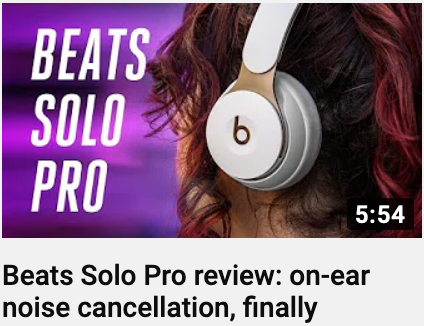 BEATS
SOLO
PRO
b
5:54
Beats Solo Pro review: on-ear
noise cancellation, finally